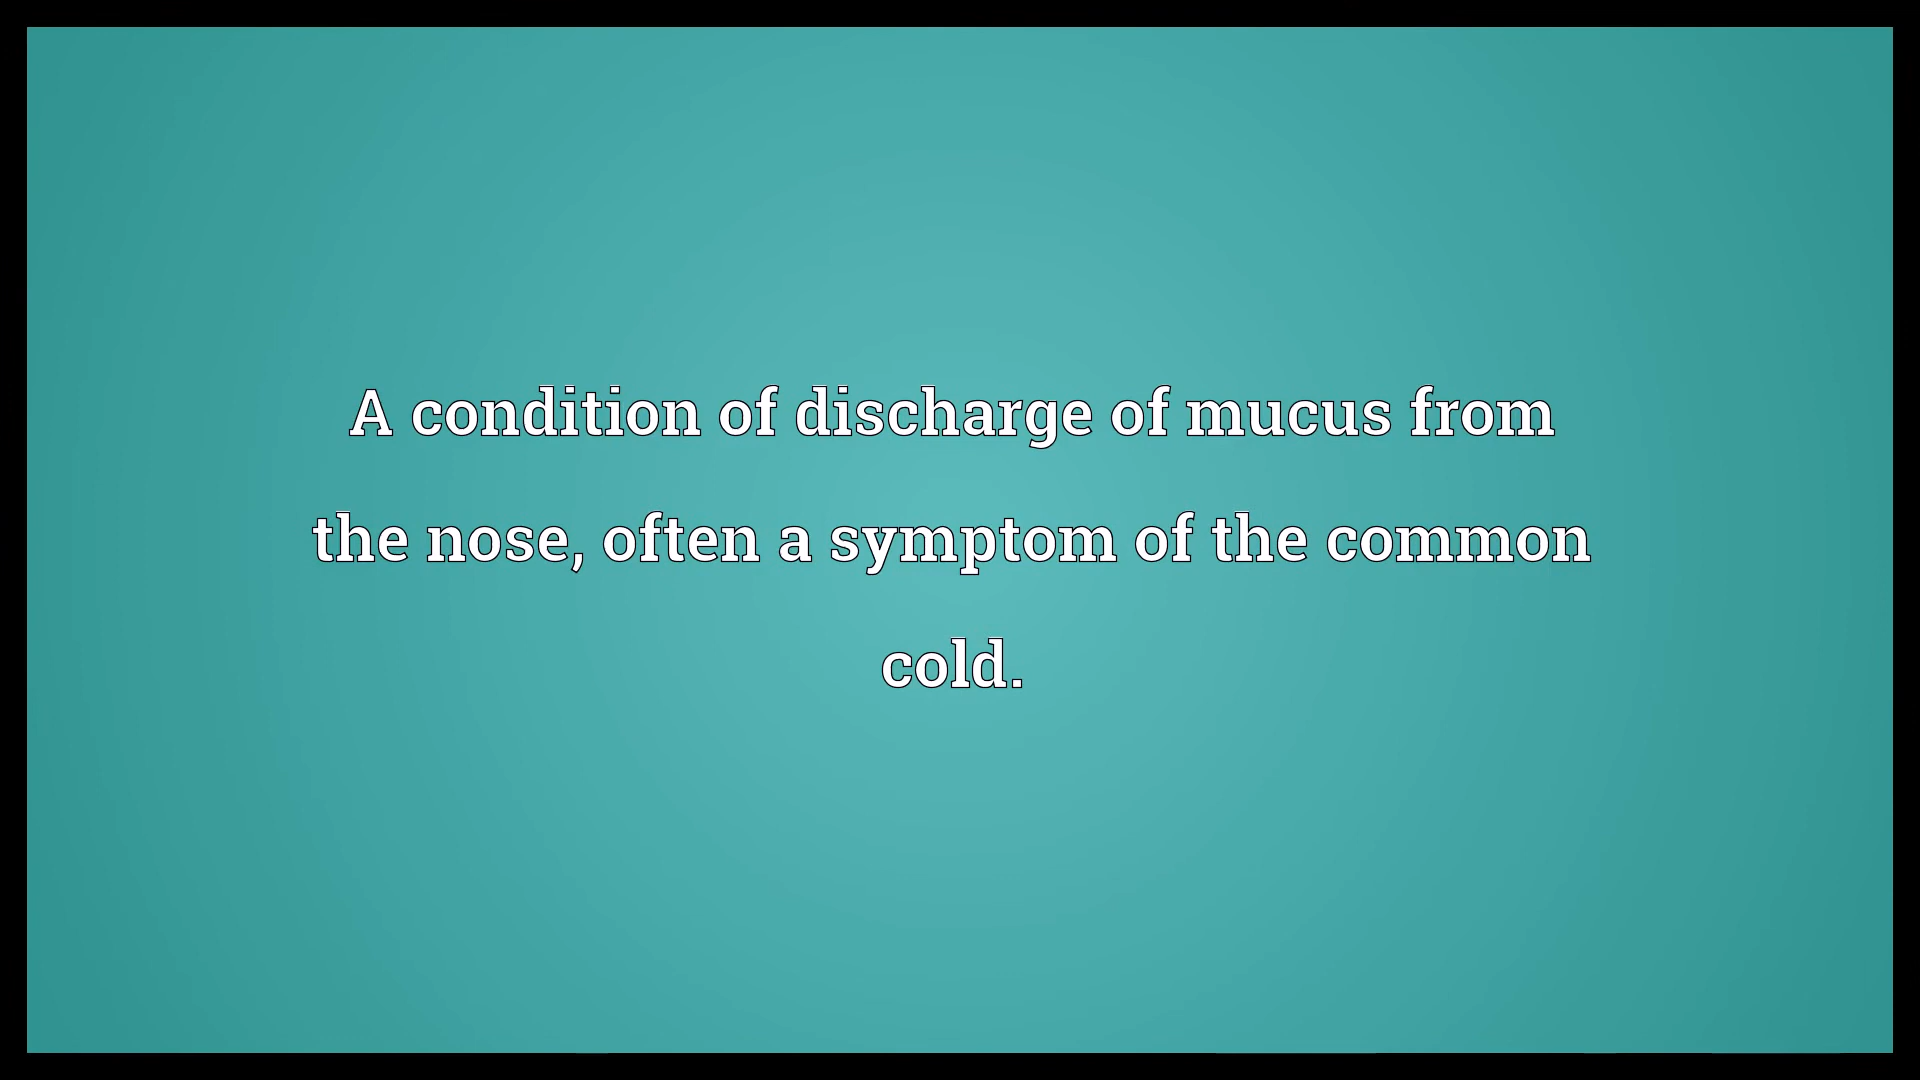 A condition of discharge of mucus from
the nose, often a symptom of the common
cold.